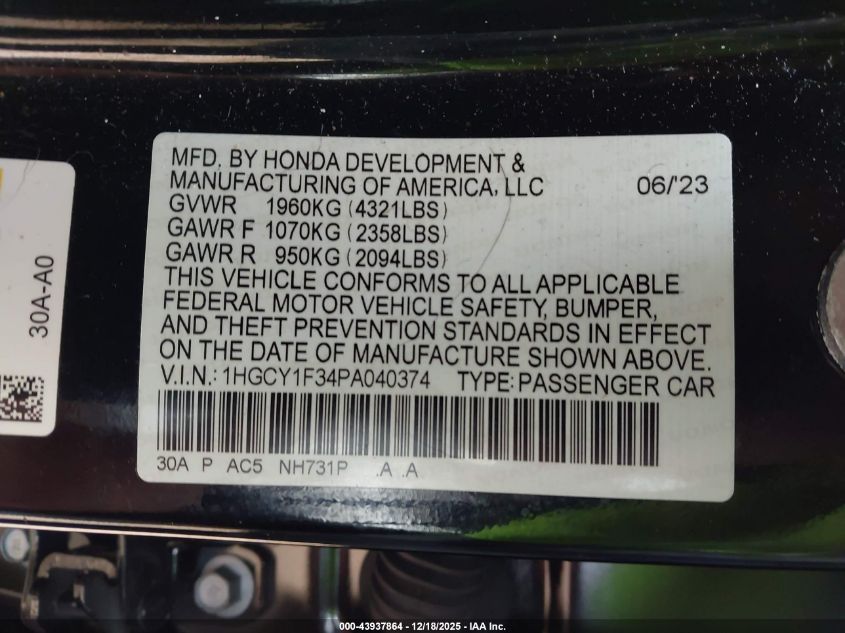 MFD. BY HONDA DEVELOPMENT &
MANUFACTURING OF AMERICA, LLC 06/'23
GVWR 1960KG (4321LBS)
GAWR F 1070KG (2358LBS)
GAWR R 950KG (2094LBS)
THIS VEHICLE CONFORMS TO ALL APPLICABLE
FEDERAL MOTOR VEHICLE SAFETY, BUMPER,
AND THEFT PREVENTION STANDARDS IN EFFECT
ON THE DATE OF MANUFACTURE SHOWN ABOVE.
V.I.N.: 1HGCY1F34PA040374 TYPE: PASSENGER CAR
30A P AC5 NH731P .A .A
30A-A0
000-43937864 - 12/18/2025 - IAA Inc.